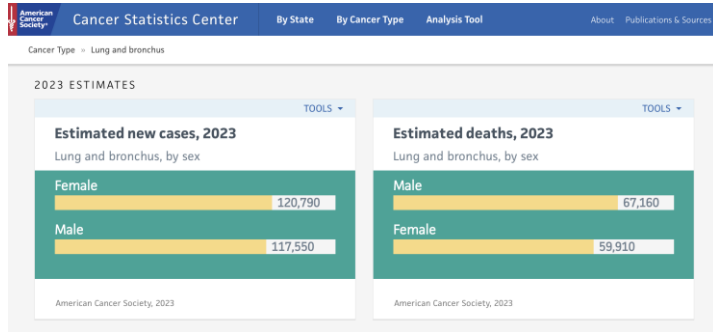 American
Cancer
Society®
Cancer Statistics Center
By State
By Cancer Type
Analysis Tool
About
Publications & Sources
Cancer Type » Lung and bronchus
2023 ESTIMATES
TOOLS
Estimated new cases, 2023
Lung and bronchus, by sex
Female
120,790
Male
117,550
American Cancer Society, 2023
TOOLS
Estimated deaths, 2023
Lung and bronchus, by sex
Male
67,160
Female
59,910
American Cancer Society, 2023